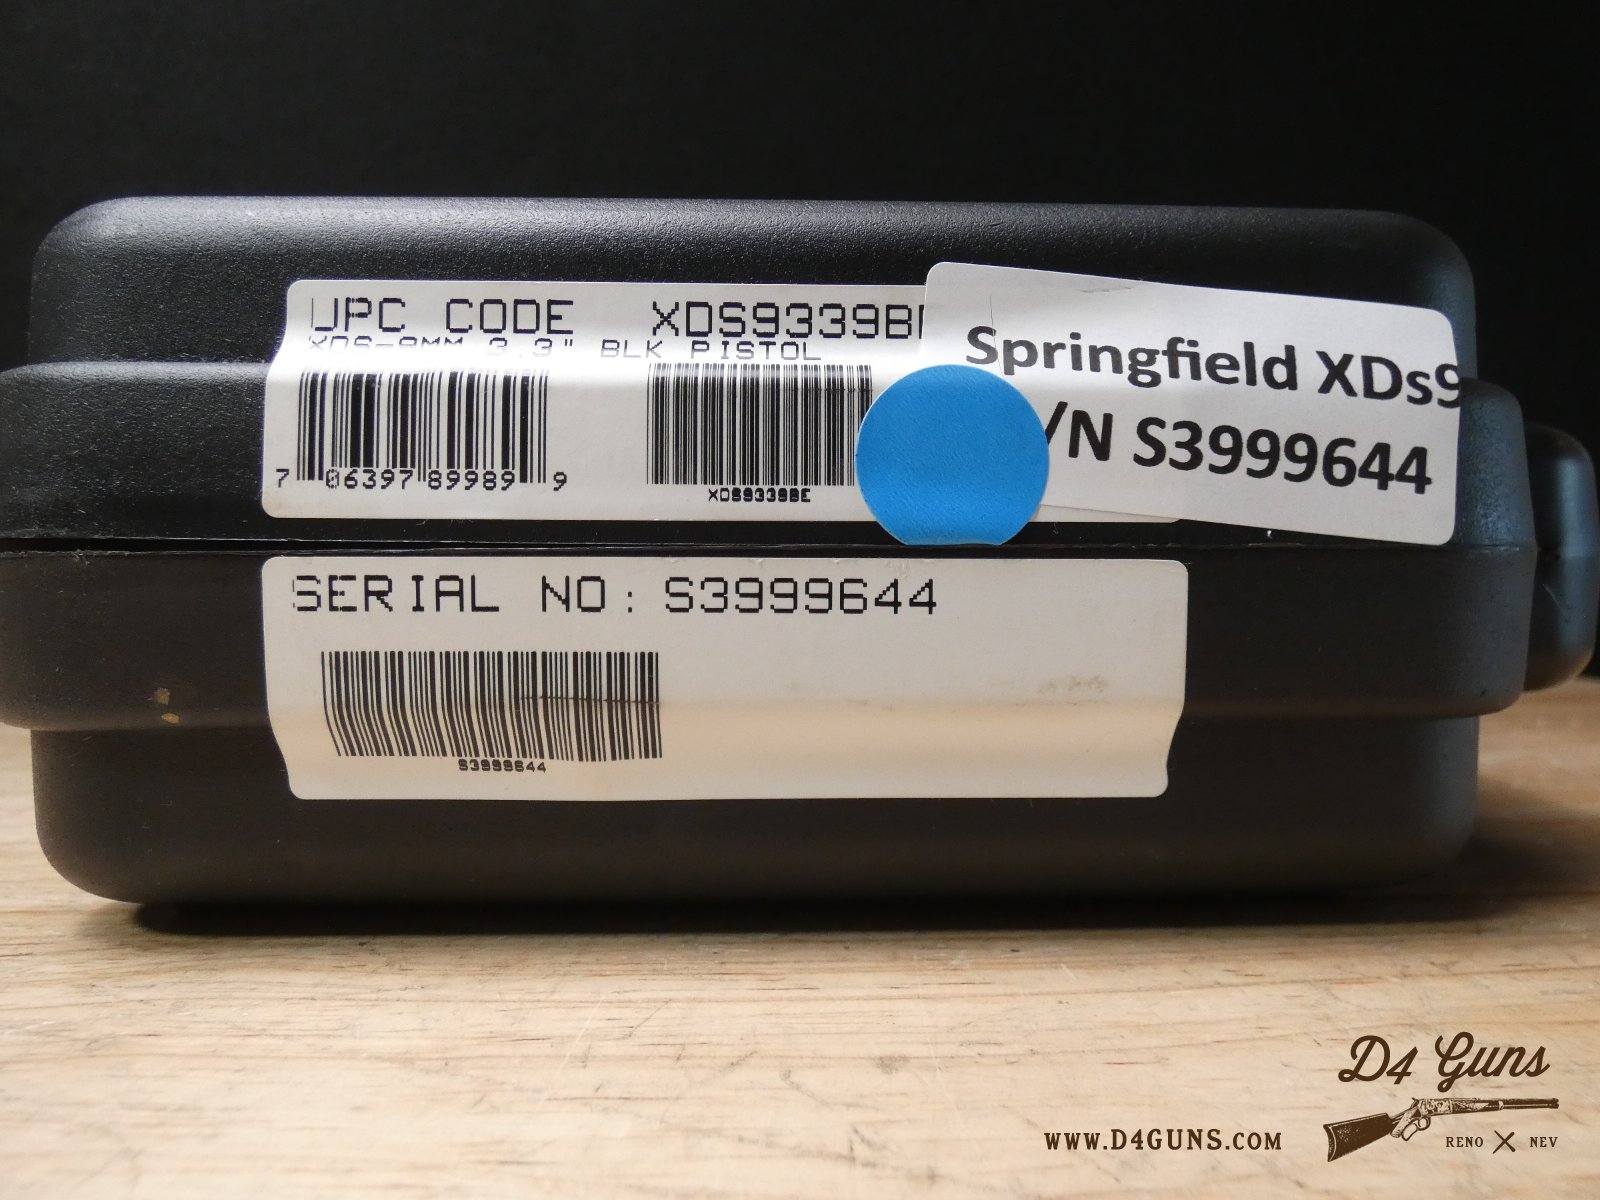 UPC CODE XDS9339BE
XDS-9MM 3.3" BLK PISTOL
7 06397 89989 9
XDS9339BE
Springfield XDs9
/N S3999644
SERIAL NO: S3999644
S3999644
D4 Guns
WWW.D4GUNS.COM
RENO NEV